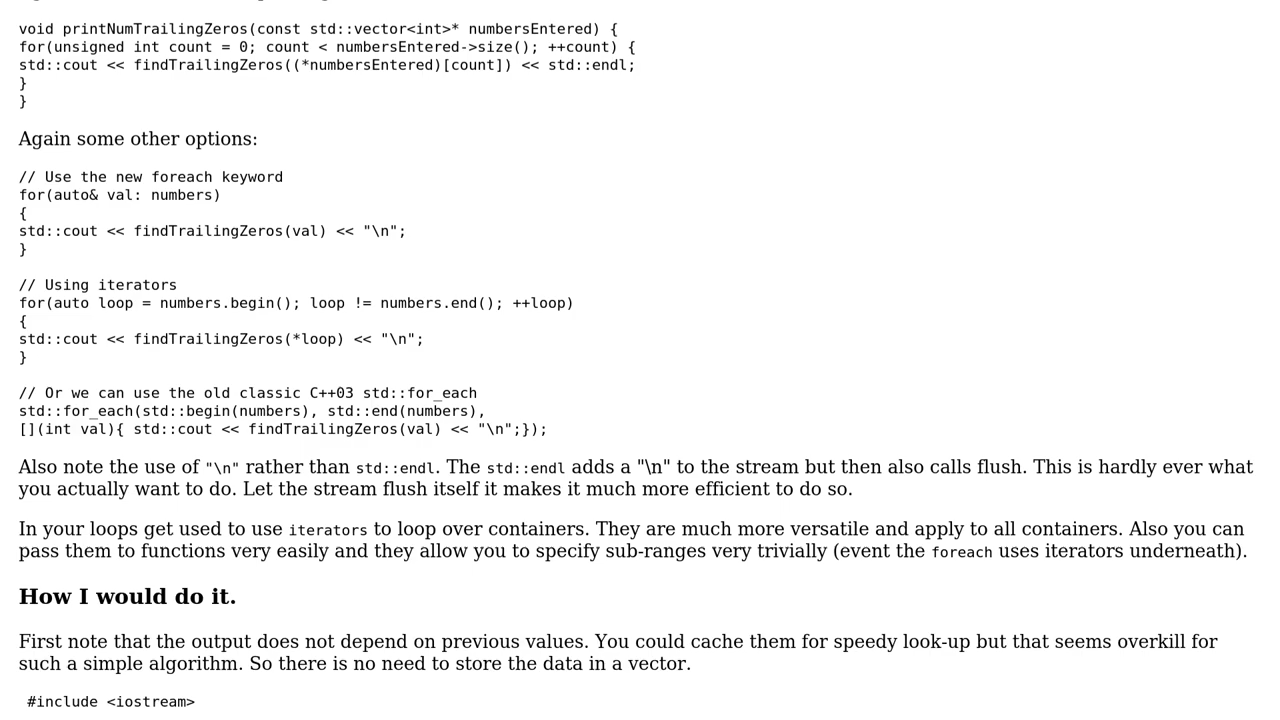 void printNumTrailingZeros(const std::vector<int>* numbersEntered) {
for(unsigned int count = 0; count < numbersEntered->size(); ++count) {
std::cout << findTrailingZeros((*numbersEntered)[count]) << std::endl;
}
}
Again some other options:
// Use the new foreach keyword
for(auto& val: numbers)
{
std::cout << findTrailingZeros(val) << "\n";
}
// Using iterators
for(auto loop = numbers.begin(); loop != numbers.end(); ++loop)
{
std::cout << findTrailingZeros(*loop) << "\n";
}
// Or we can use the old classic C++03 std::for_each
std::for_each(std::begin(numbers), std::end(numbers),
[](int val){ std::cout << findTrailingZeros(val) << "\n";});
Also note the use of "\n" rather than std::endl. The std::endl adds a "\n" to the stream but then also calls flush. This is hardly ever what
you actually want to do. Let the stream flush itself it makes it much more efficient to do so.
In your loops get used to use iterators to loop over containers. They are much more versatile and apply to all containers. Also you can
pass them to functions very easily and they allow you to specify sub-ranges very trivially (event the foreach uses iterators underneath).
How I would do it.
First note that the output does not depend on previous values. You could cache them for speedy look-up but that seems overkill for
such a simple algorithm. So there is no need to store the data in a vector.
#include <iostream>